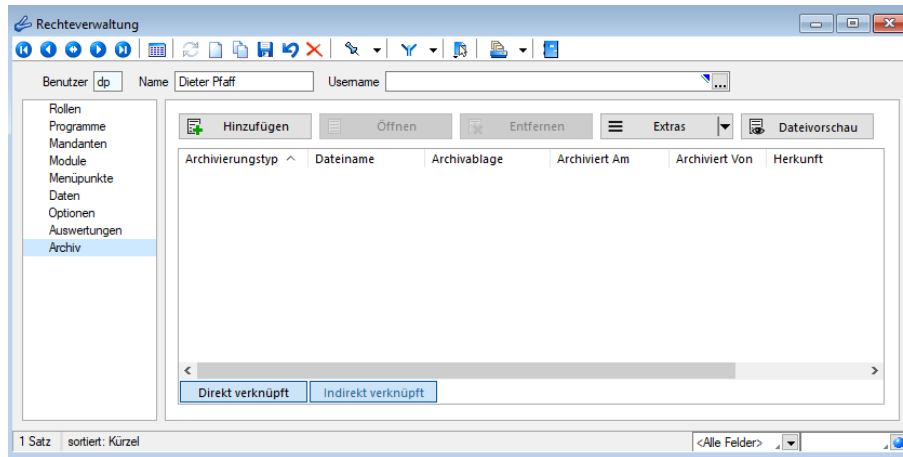 Rechteverwaltung
Benutzer dp Name Dieter Pfaff Username ...
Rollen
Programme
Mandanten
Module
Menüpunkte
Daten
Optionen
Auswertungen
Archiv
Hinzufügen Öffnen Entfernen Extras Dateivorschau
Archivierungstyp Dateiname Archivablage Archiviert Am Archiviert Von Herkunft
Direkt verknüpft Indirekt verknüpft
1 Satz sortiert: Kürzel <Alle Felder>